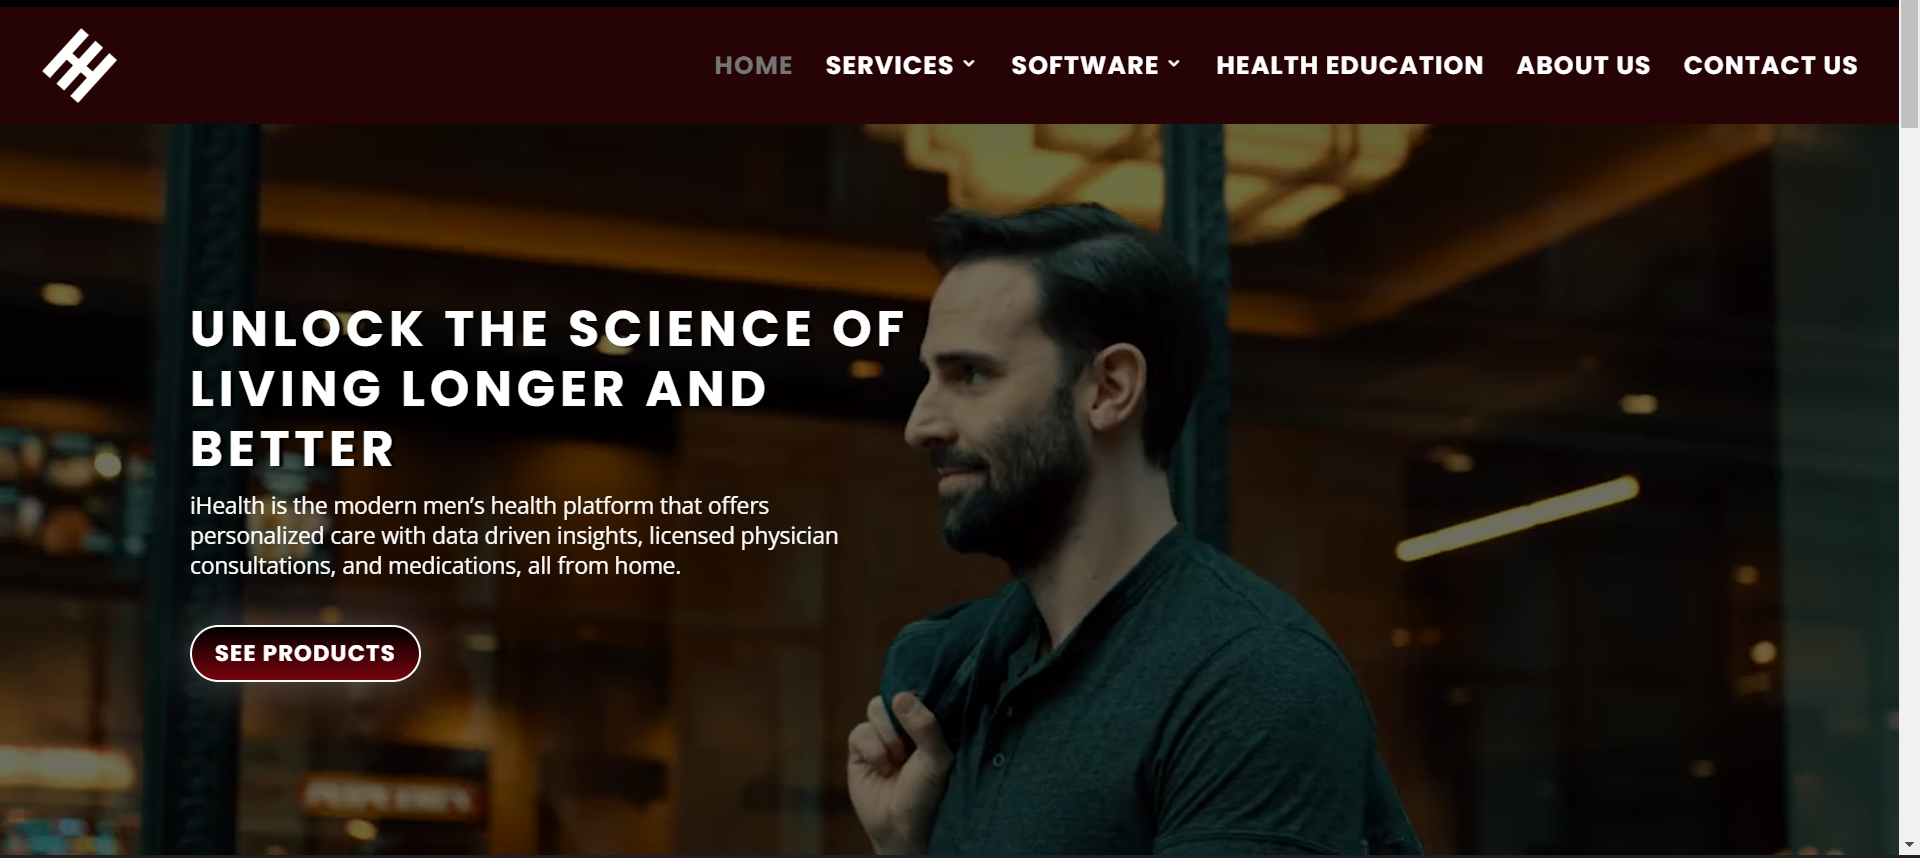 HOME SERVICES SOFTWARE HEALTH EDUCATION ABOUT US CONTACT US
UNLOCK THE SCIENCE OF
LIVING LONGER AND
BETTER
iHealth is the modern men’s health platform that offers
personalized care with data driven insights, licensed physician
consultations, and medications, all from home.
SEE PRODUCTS